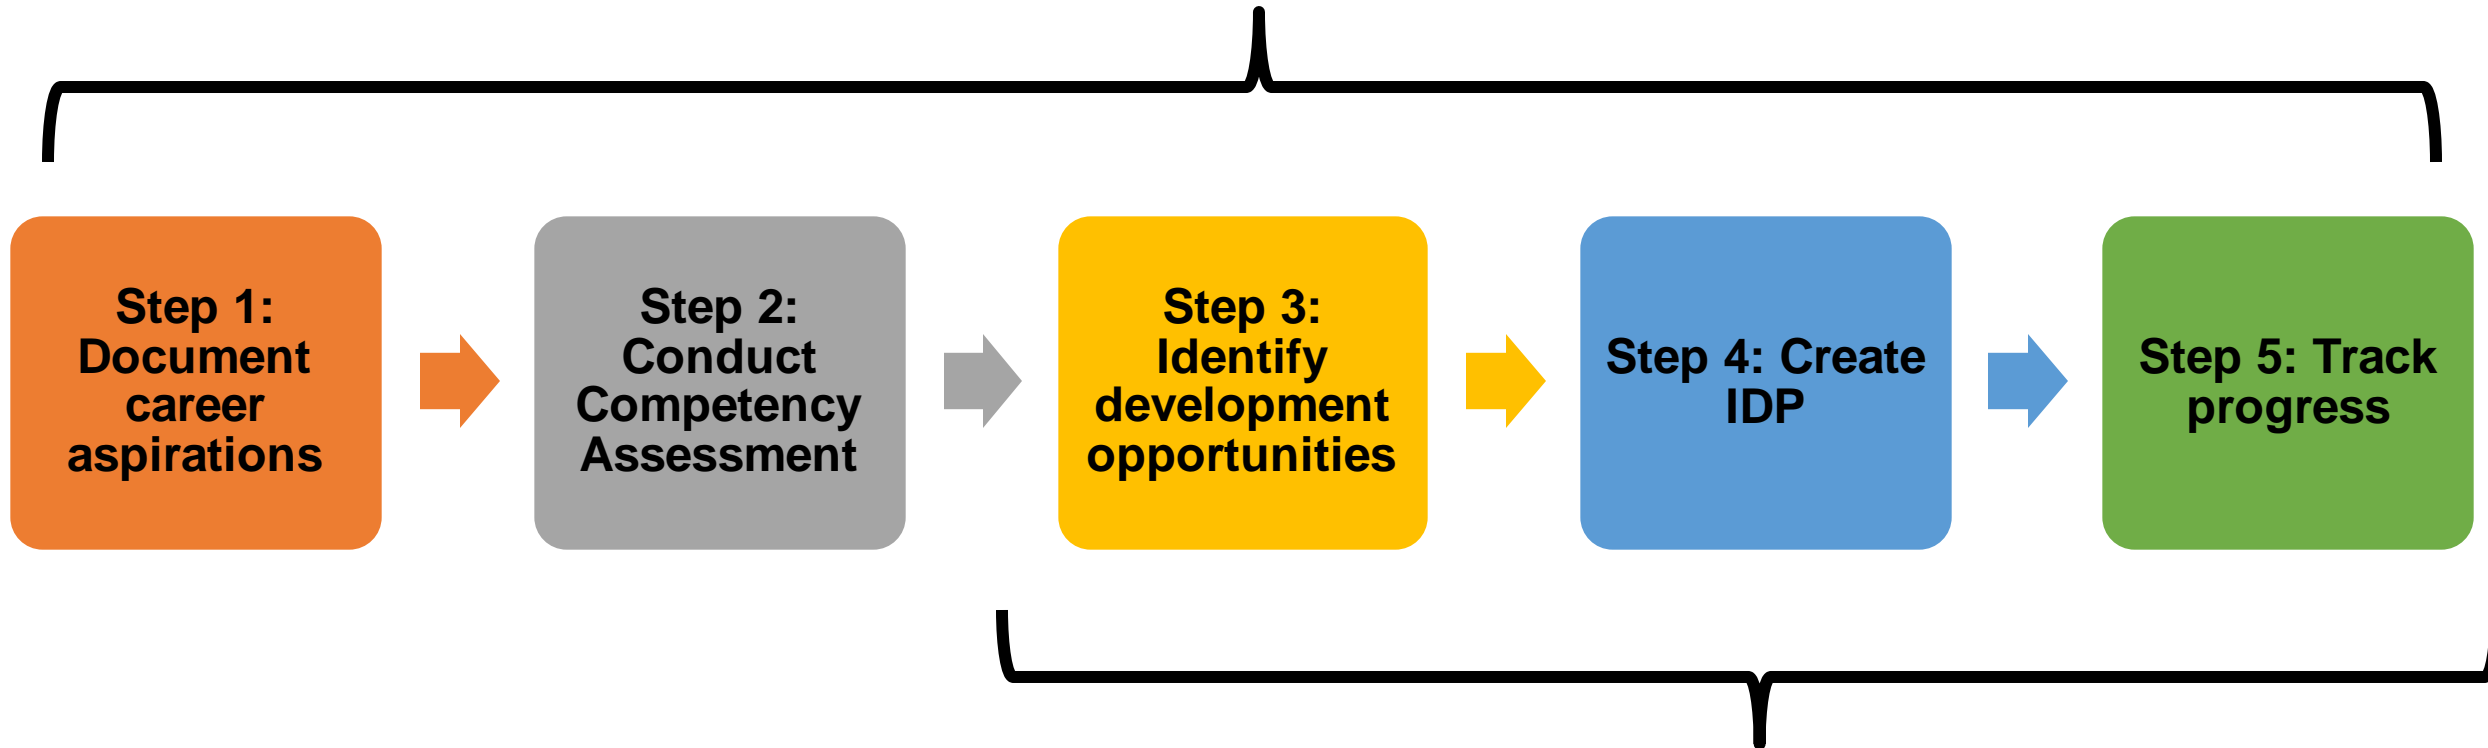 Step 1:
Document
career
aspirations
Step 2:
Conduct
Competency
Assessment
Step 3:
Identify
development
opportunities
Step 4: Create
IDP
Step 5: Track
progress